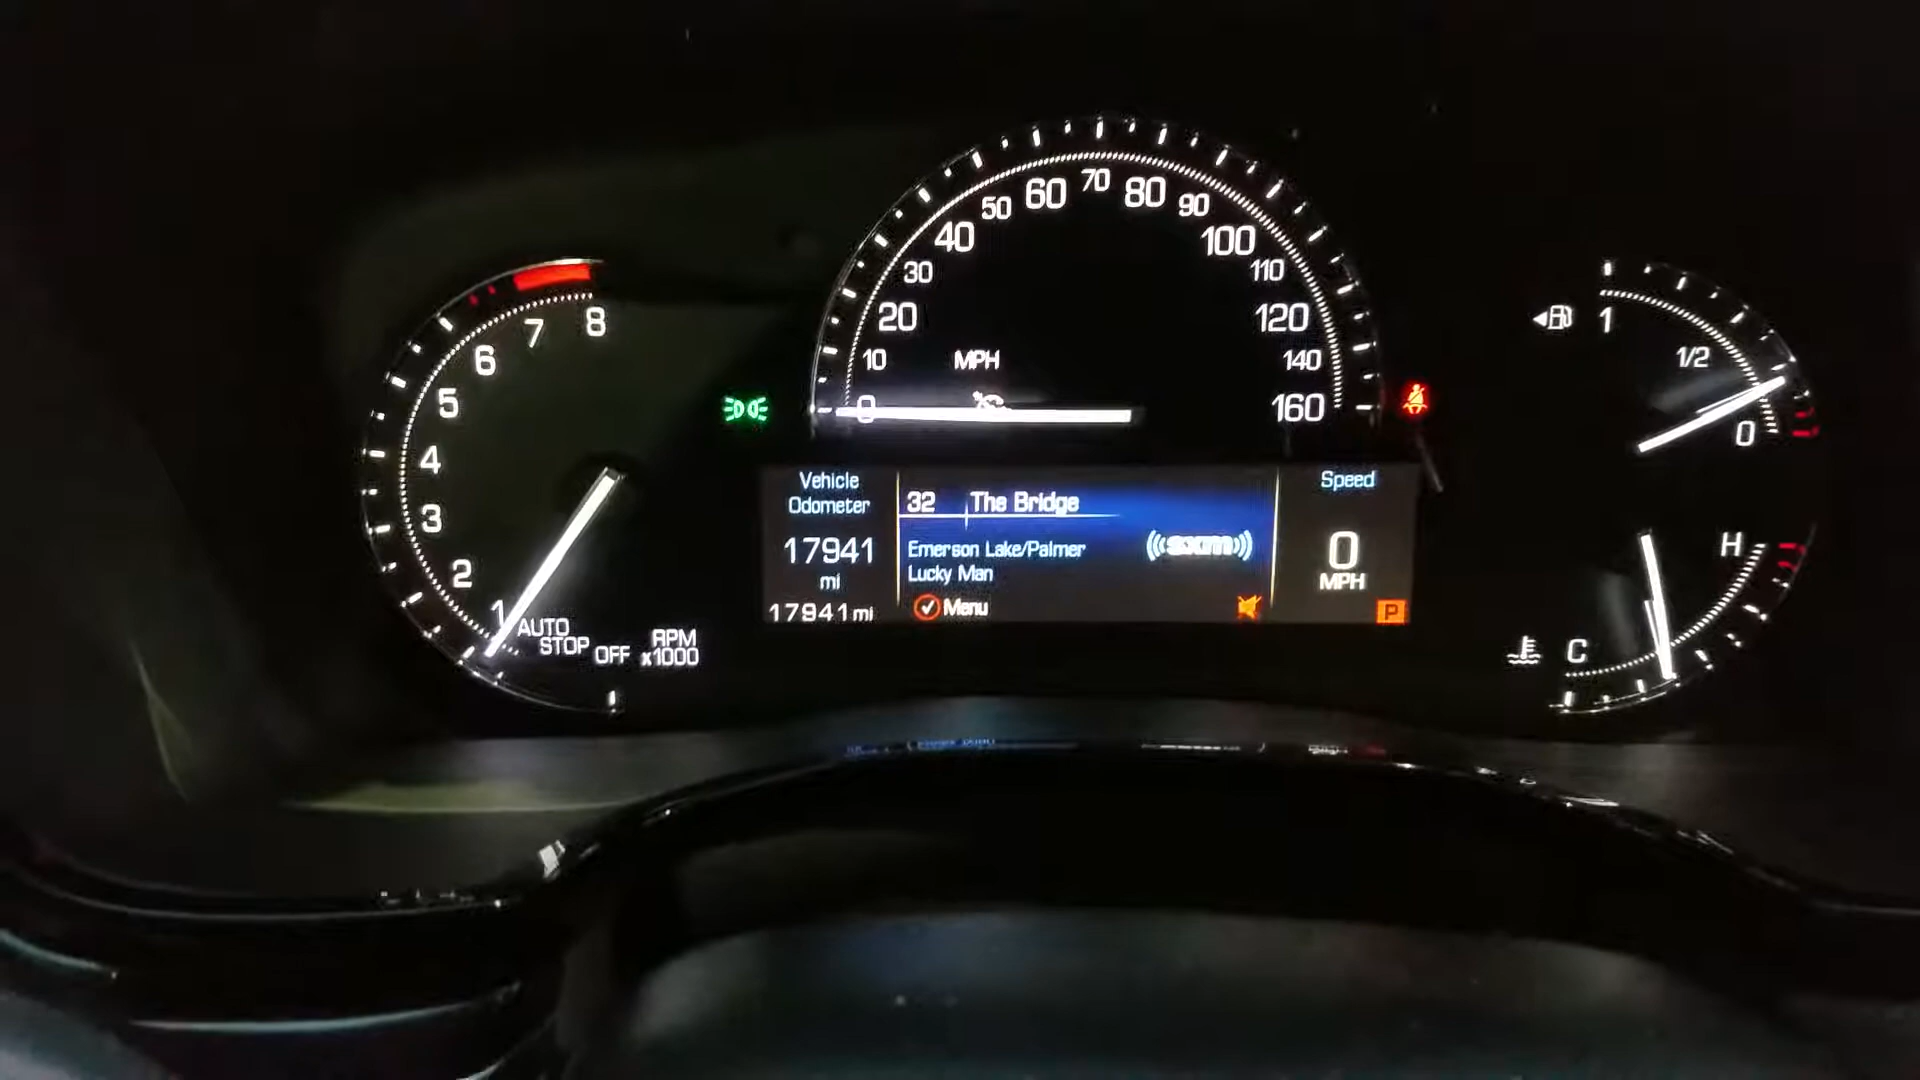 8
7
6
5
4
3
2
1
AUTO
STOP
OFF
RPM
x1000
0
10
20
30
40
50
60
70
80
90
100
110
120
140
160
MPH
Vehicle
Odometer
17941
mi
17941 mi
32 The Bridge
Emerson Lake/Palmer
Lucky Man
((sxm))
Menu
Speed
0
MPH
P
1
1/2
0
H
C